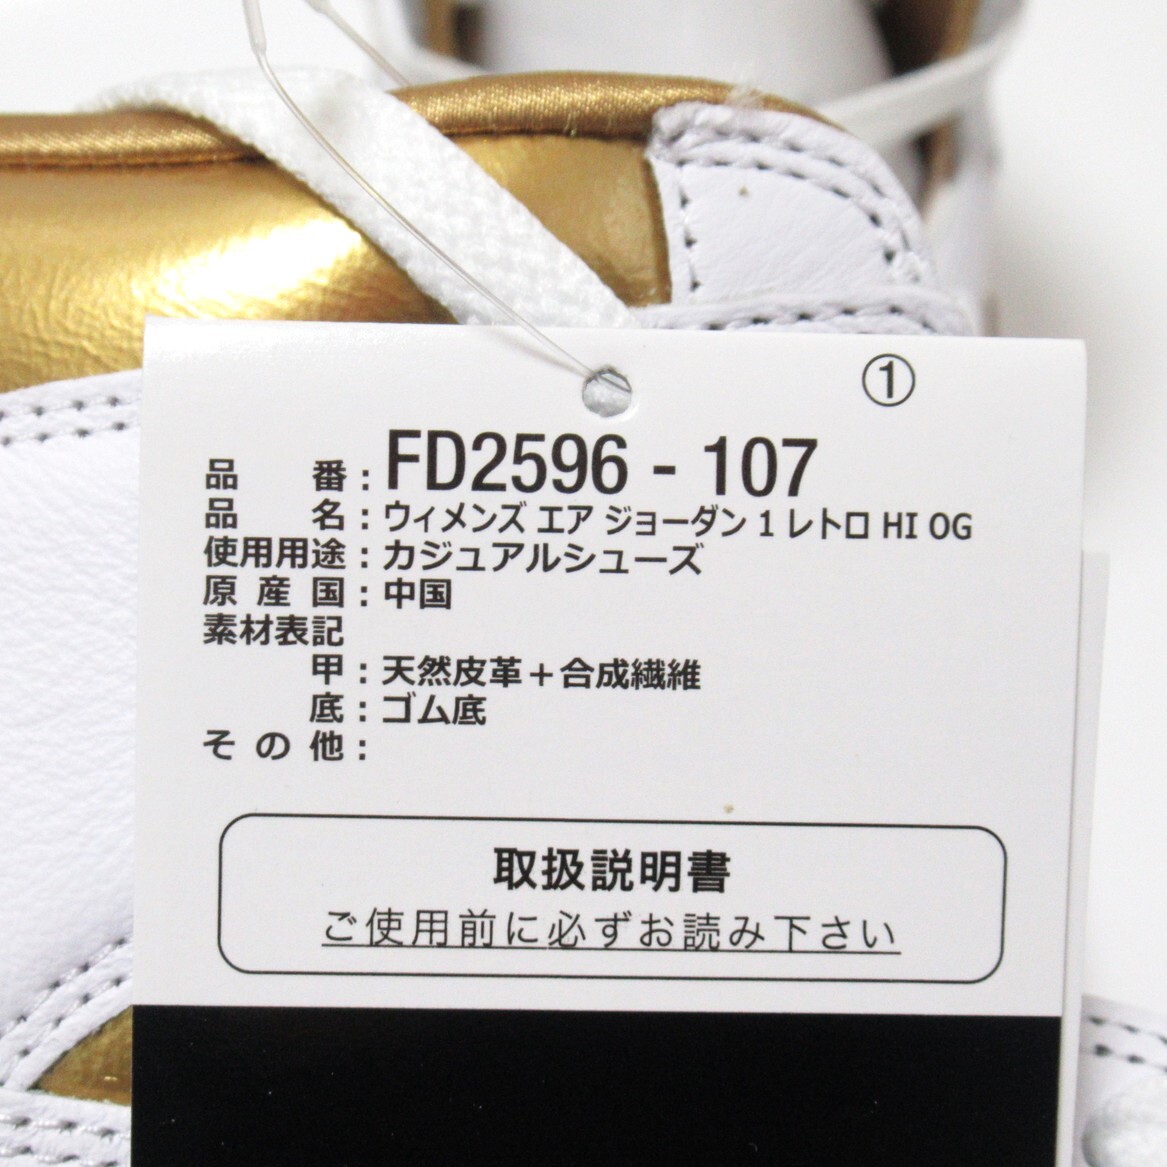 ①
品 番：FD2596 - 107
品 名：ウィメンズ エア ジョーダン 1 レトロ HI OG
使用用途：カジュアルシューズ
原 産 国：中国
素材表記
甲：天然皮革＋合成繊維
底：ゴム底
そ の 他：
取扱説明書
ご使用前に必ずお読み下さい